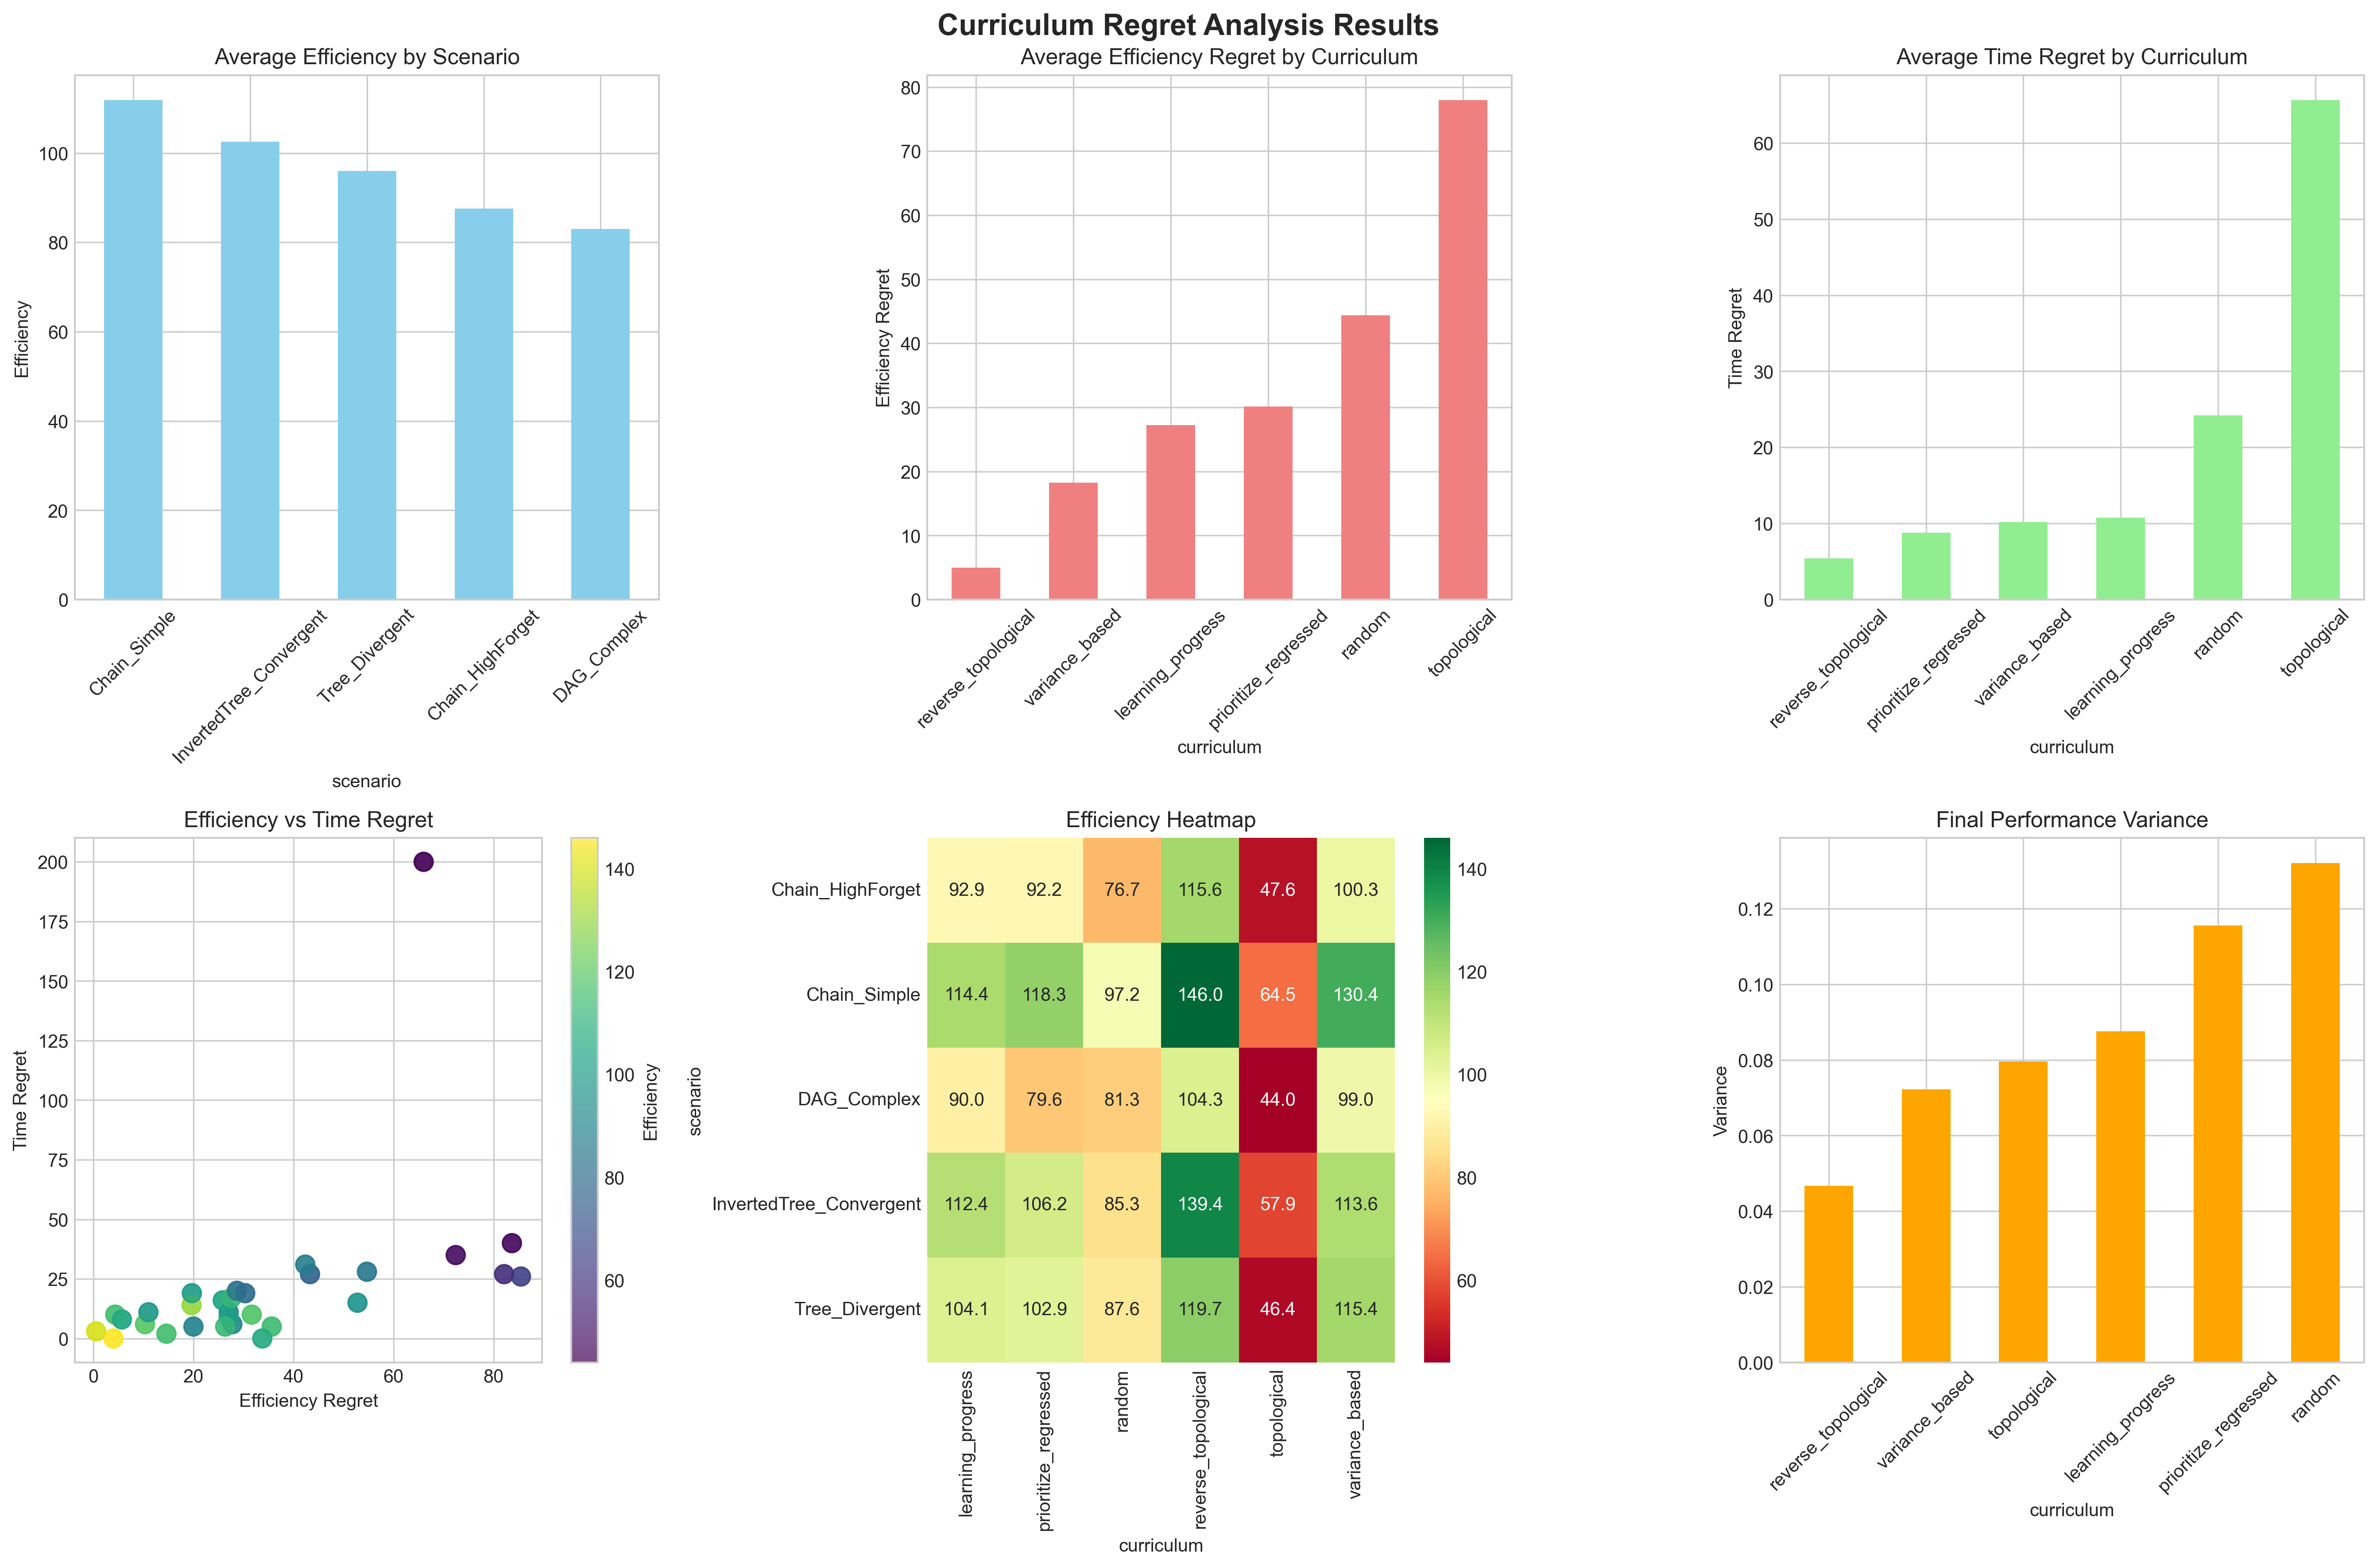 Curriculum Regret Analysis Results
Average Efficiency by Scenario
Efficiency
100
80
60
40
20
0
Chain_Simple
InvertedTree_Convergent
Tree_Divergent
Chain_HighForget
DAG_Complex
scenario
Average Efficiency Regret by Curriculum
Efficiency Regret
80
70
60
50
40
30
20
10
0
reverse_topological
variance_based
learning_progress
prioritize_regressed
random
topological
curriculum
Average Time Regret by Curriculum
Time Regret
60
50
40
30
20
10
0
reverse_topological
prioritize_regressed
variance_based
learning_progress
random
topological
curriculum
Efficiency vs Time Regret
Time Regret
200
175
150
125
100
75
50
25
0
0 20 40 60 80
Efficiency Regret
140
120
100
80
60
Efficiency
Efficiency Heatmap
scenario
Chain_HighForget 92.9 92.2 76.7 115.6 47.6 100.3
Chain_Simple 114.4 118.3 97.2 146.0 64.5 130.4
DAG_Complex 90.0 79.6 81.3 104.3 44.0 99.0
InvertedTree_Convergent 112.4 106.2 85.3 139.4 57.9 113.6
Tree_Divergent 104.1 102.9 87.6 119.7 46.4 115.4
learning_progress
prioritize_regressed
random
reverse_topological
topological
variance_based
curriculum
140
120
100
80
60
Final Performance Variance
Variance
0.12
0.10
0.08
0.06
0.04
0.02
0.00
reverse_topological
variance_based
topological
learning_progress
prioritize_regressed
random
curriculum